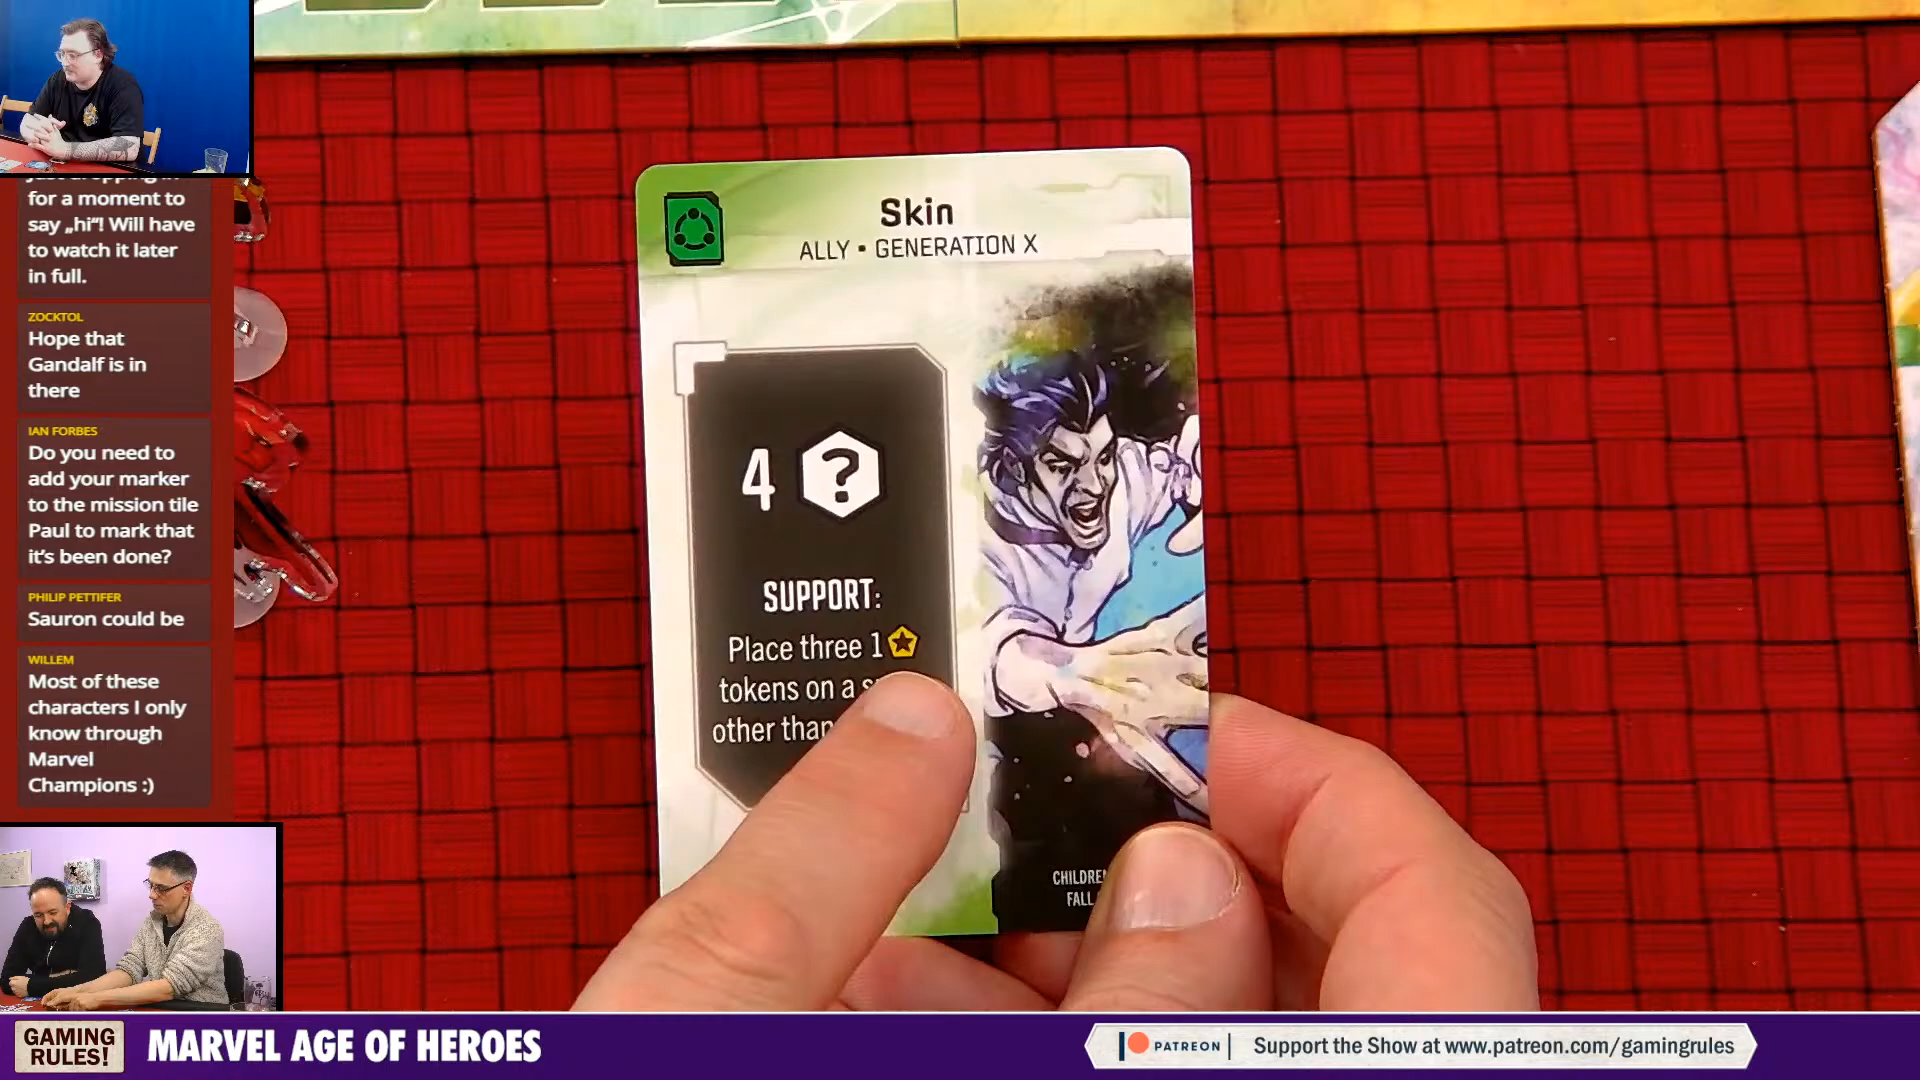 for a moment to
say „hi“! Will have
to watch it later
in full.
ZOCKTOL
Hope that
Gandalf is in
there
IAN FORBES
Do you need to
add your marker
to the mission tile
Paul to mark that
it's been done?
PHILIP PETTIFER
Sauron could be
WILLEM
Most of these
characters I only
know through
Marvel
Champions :)
Skin
ALLY • GENERATION X
4 ?
SUPPORT:
Place three 1
tokens on a
other than
FALL
GAMING
RULES!
MARVEL AGE OF HEROES
PATREON
Support the Show at www.patreon.com/gamingrules